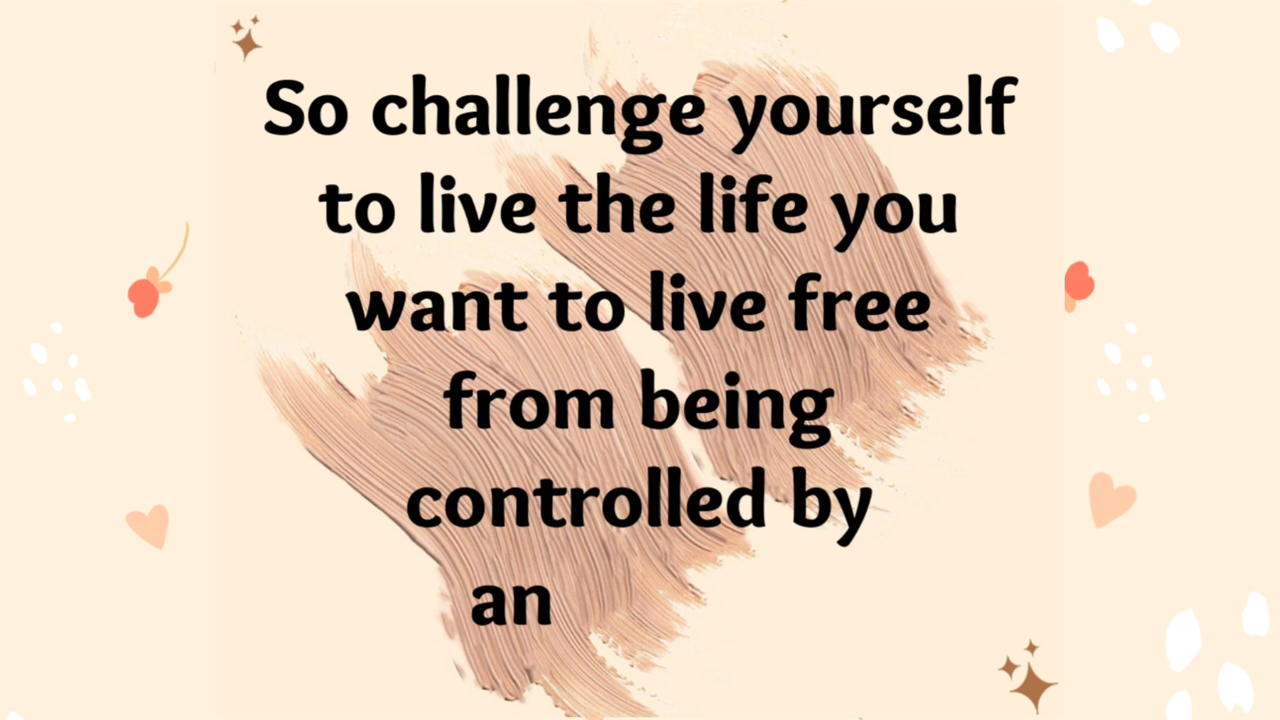 So challenge yourself
to live the life you
want to live free
from being
controlled by
an